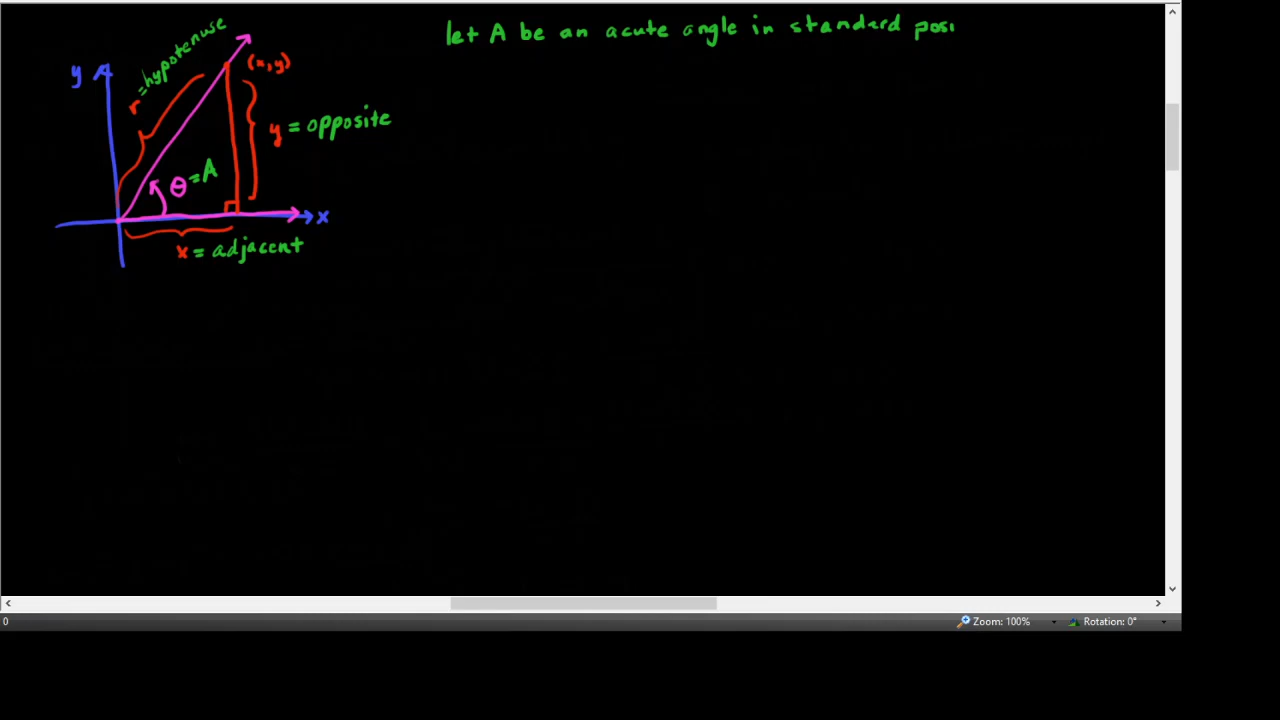 let A be an acute angle in standard posi
r = hypotenuse
y
(x,y)
y = opposite
θ = A
x
x = adjacent
0
Zoom: 100%
Rotation: 0°